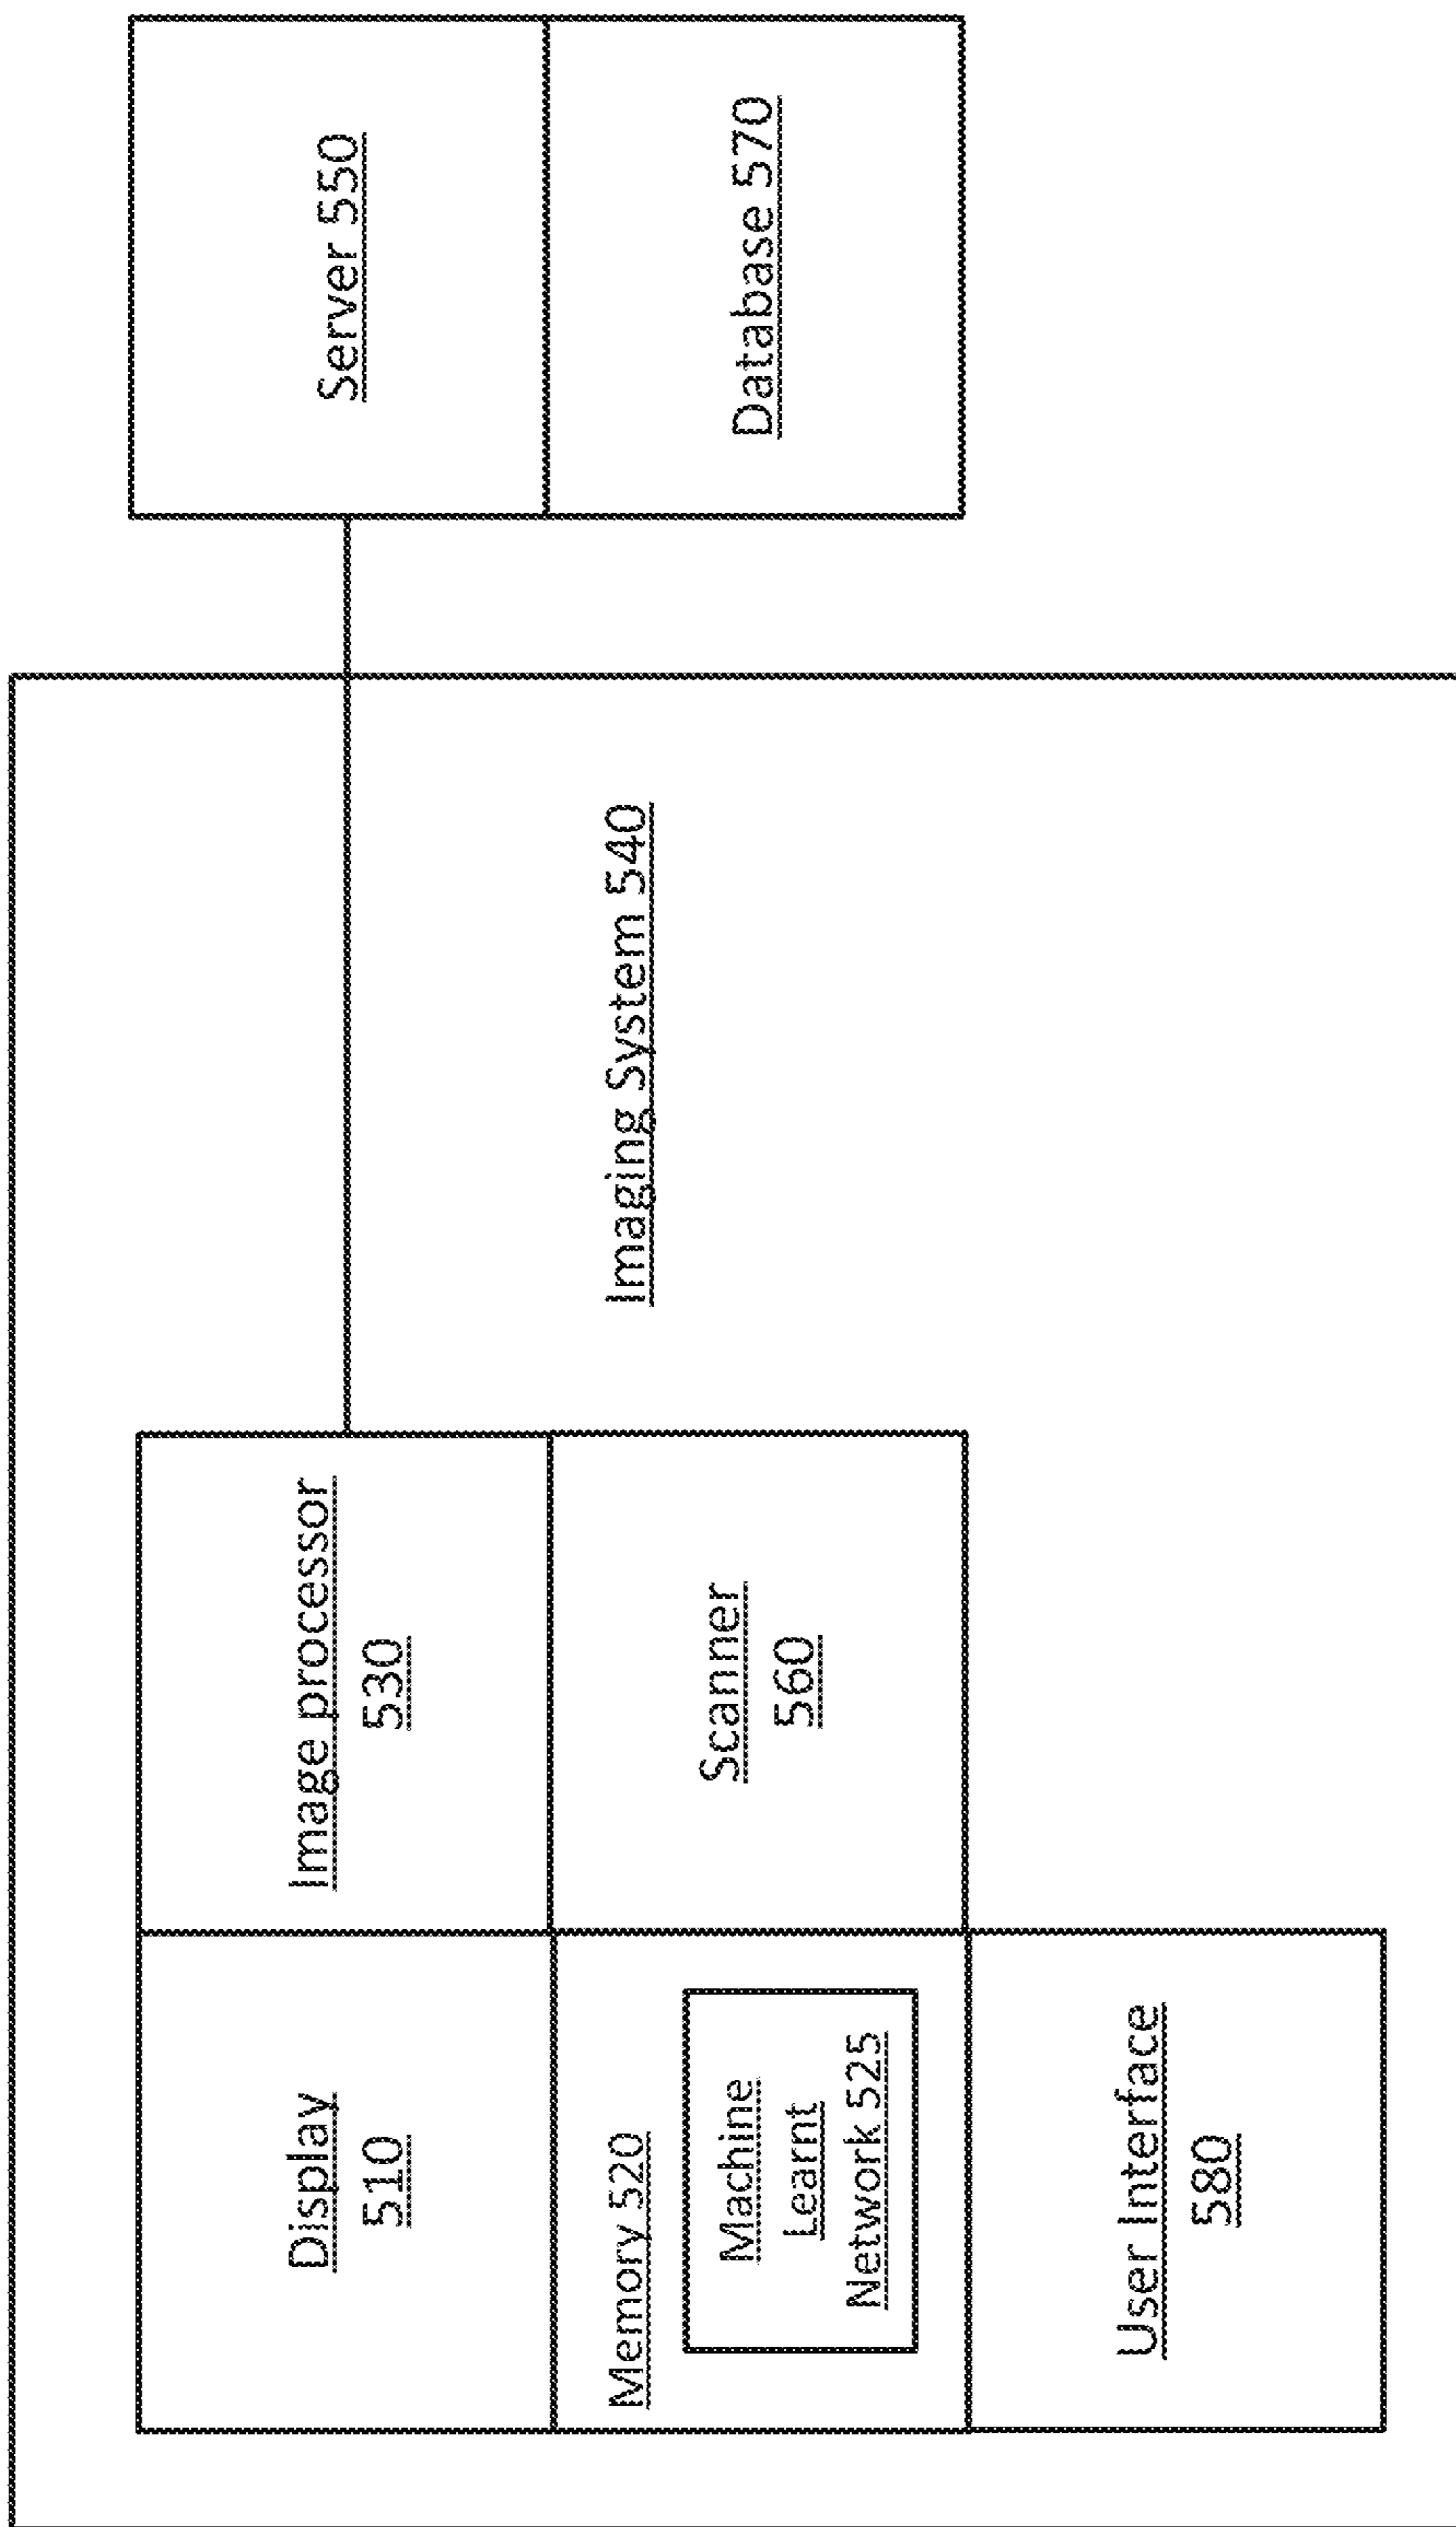 Display
510
Image processor
530
Server 550
Memory 520
Machine
Learnt
Network 525
Scanner
560
Imaging System 540
Database 570
User Interface
580